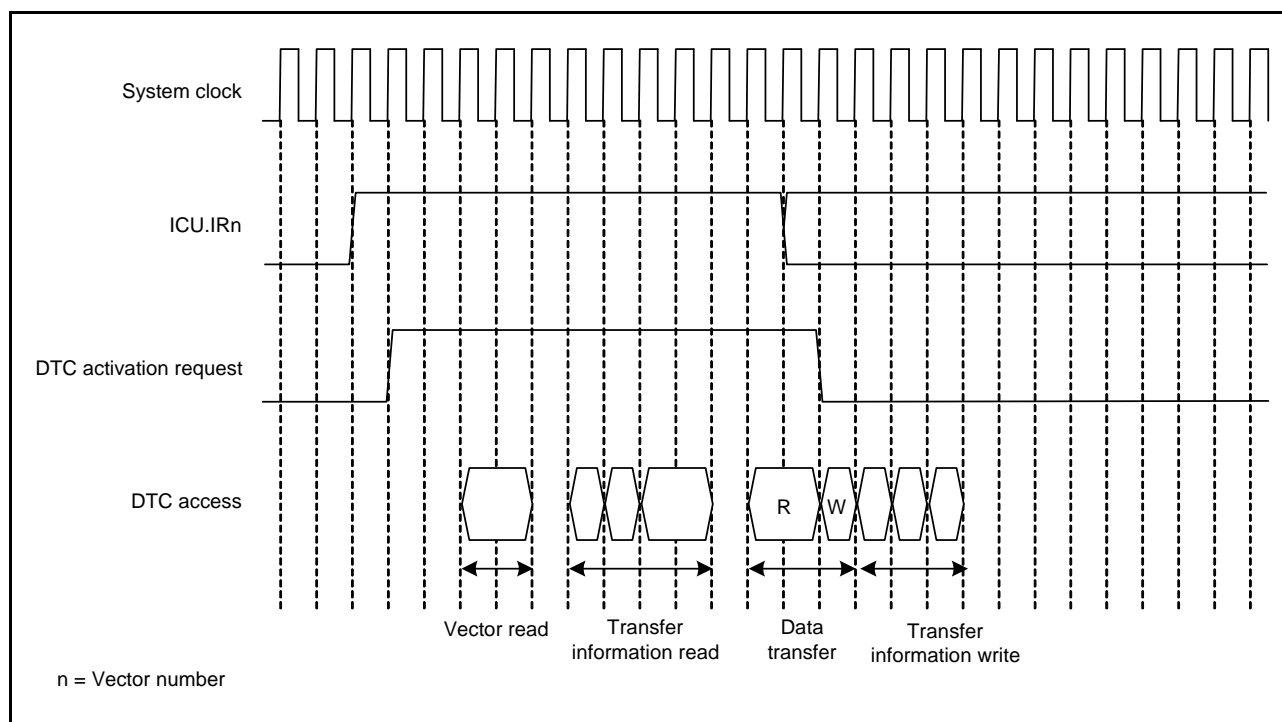 System clock
ICU.IRn
DTC activation request
DTC access
R
W
Vector read
Transfer
information read
Data
transfer
Transfer
information write
n = Vector number